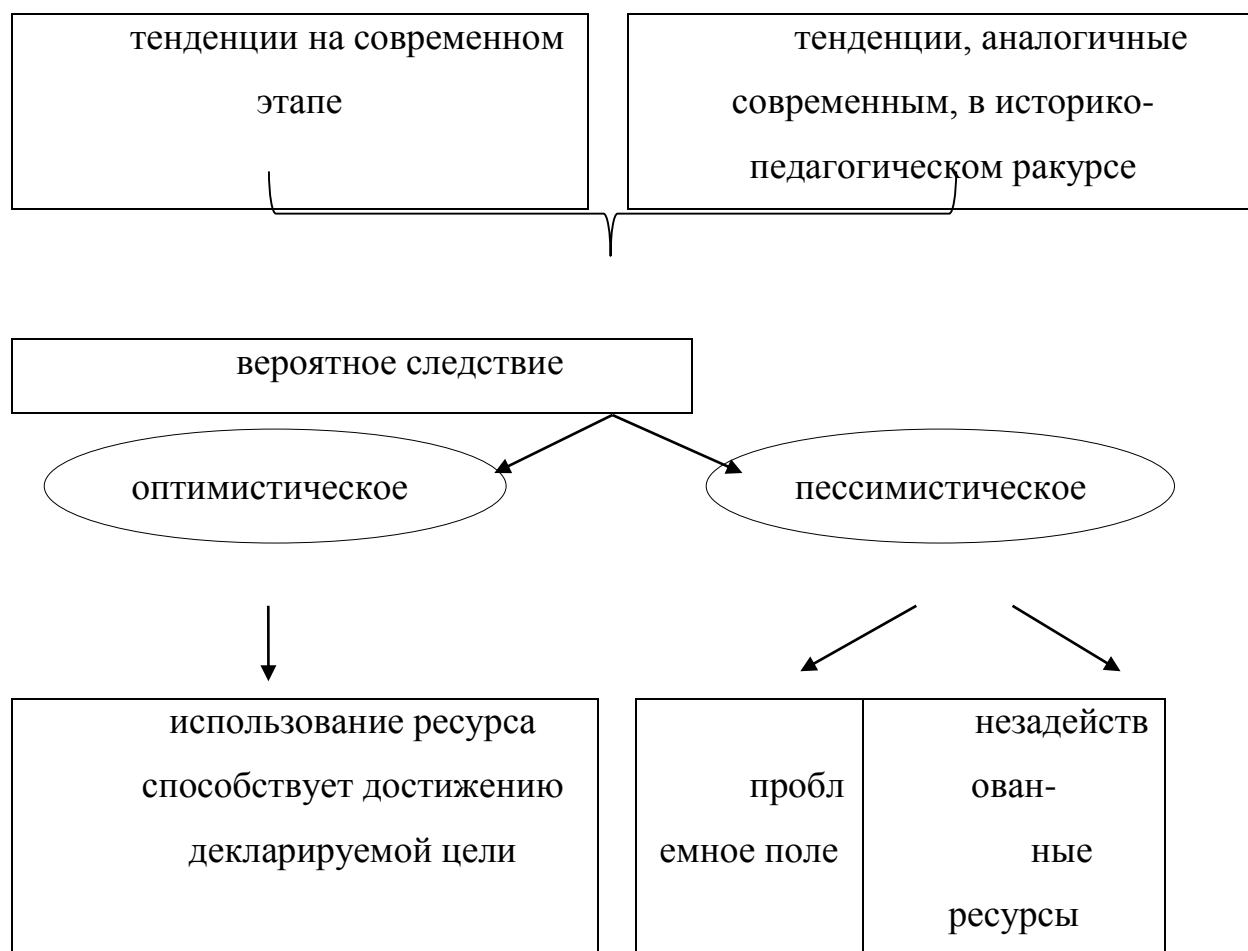 тенденции на современном
этапе
тенденции, аналогичные
современным, в историко-
педагогическом ракурсе
вероятное следствие
оптимистическое
пессимистическое
использование ресурса
способствует достижению
декларируемой цели
пробл
емное поле
незадейств
ован-
ные
ресурсы